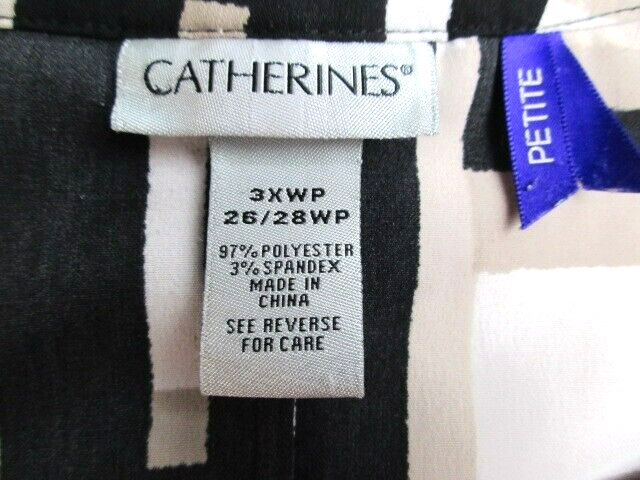 CATHERINES®
PETITE
3XWP
26/28WP
97% POLYESTER
3% SPANDEX
MADE IN
CHINA
SEE REVERSE
FOR CARE